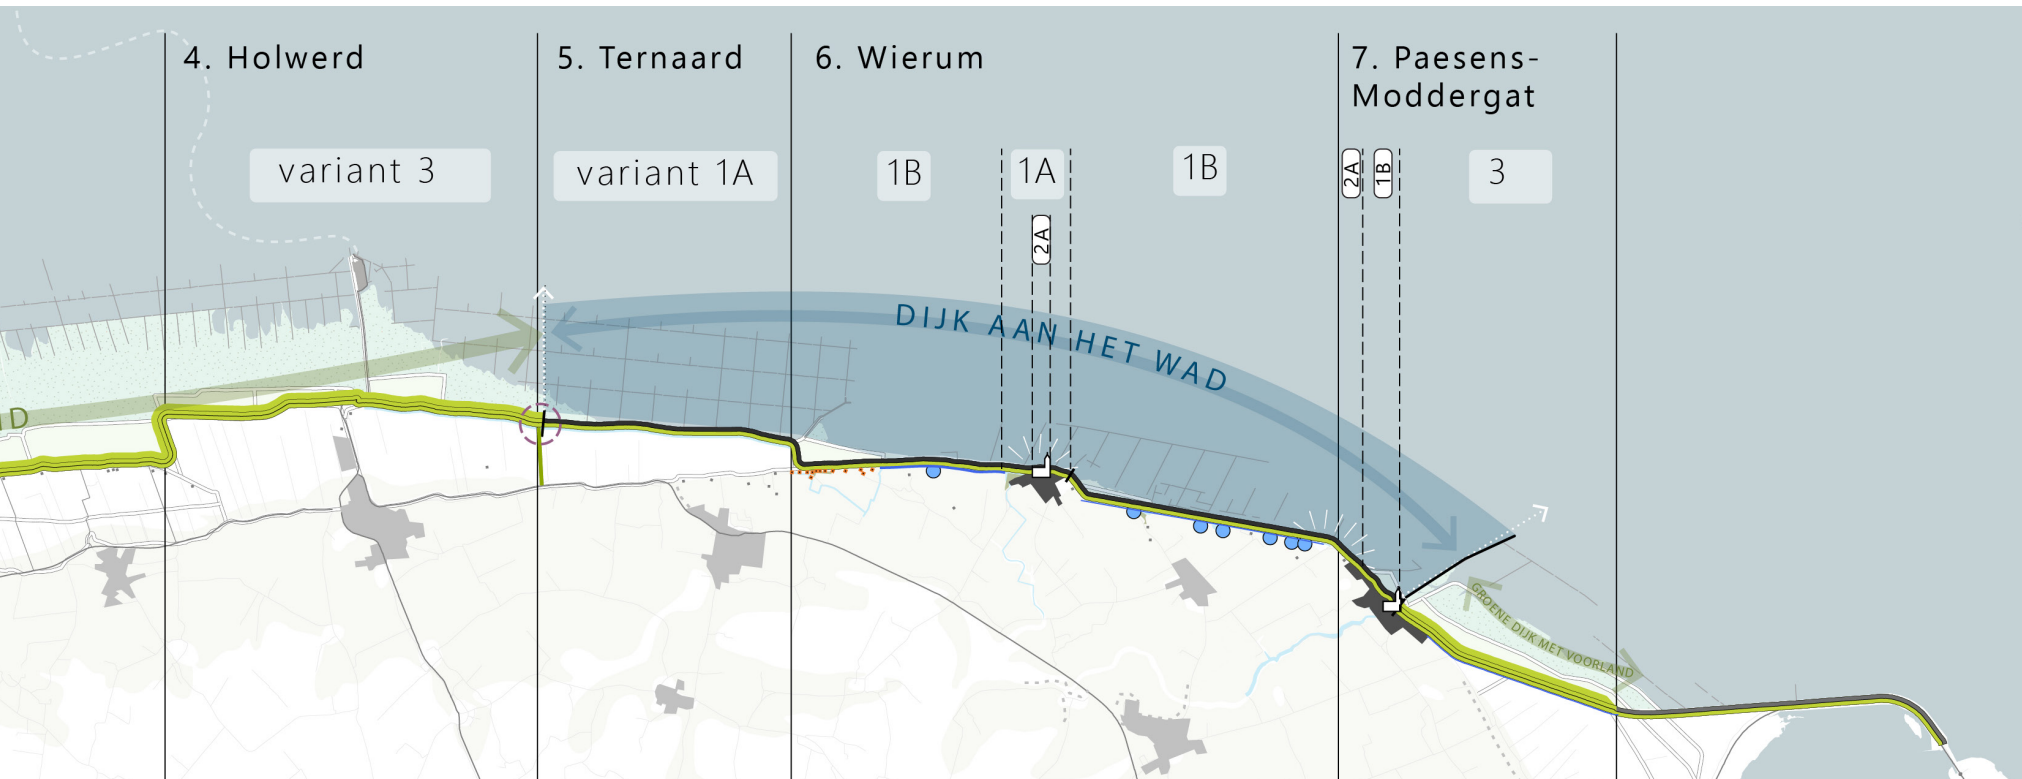 4. Holwerd
5. Ternaard
6. Wierum
7. Paesens-
Moddergat
variant 3
variant 1A
1B
1A
1B
2A
1B
3
2A
DIJK AAN HET WAD
GROENE DIJK MET VOORLAND